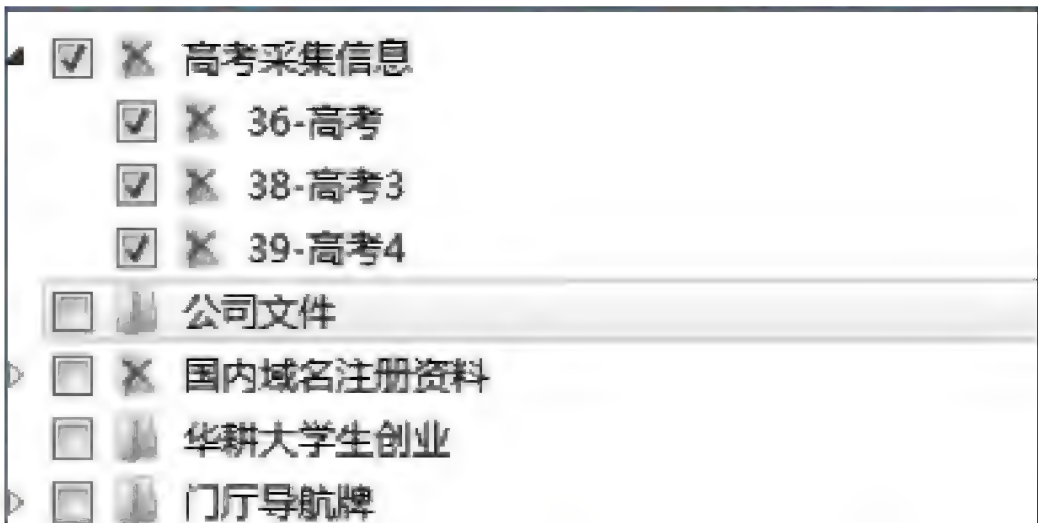 高考采集信息
36-高考
38-高考3
39-高考4
公司文件
国内域名注册资料
华耕大学生创业
门厅导航牌